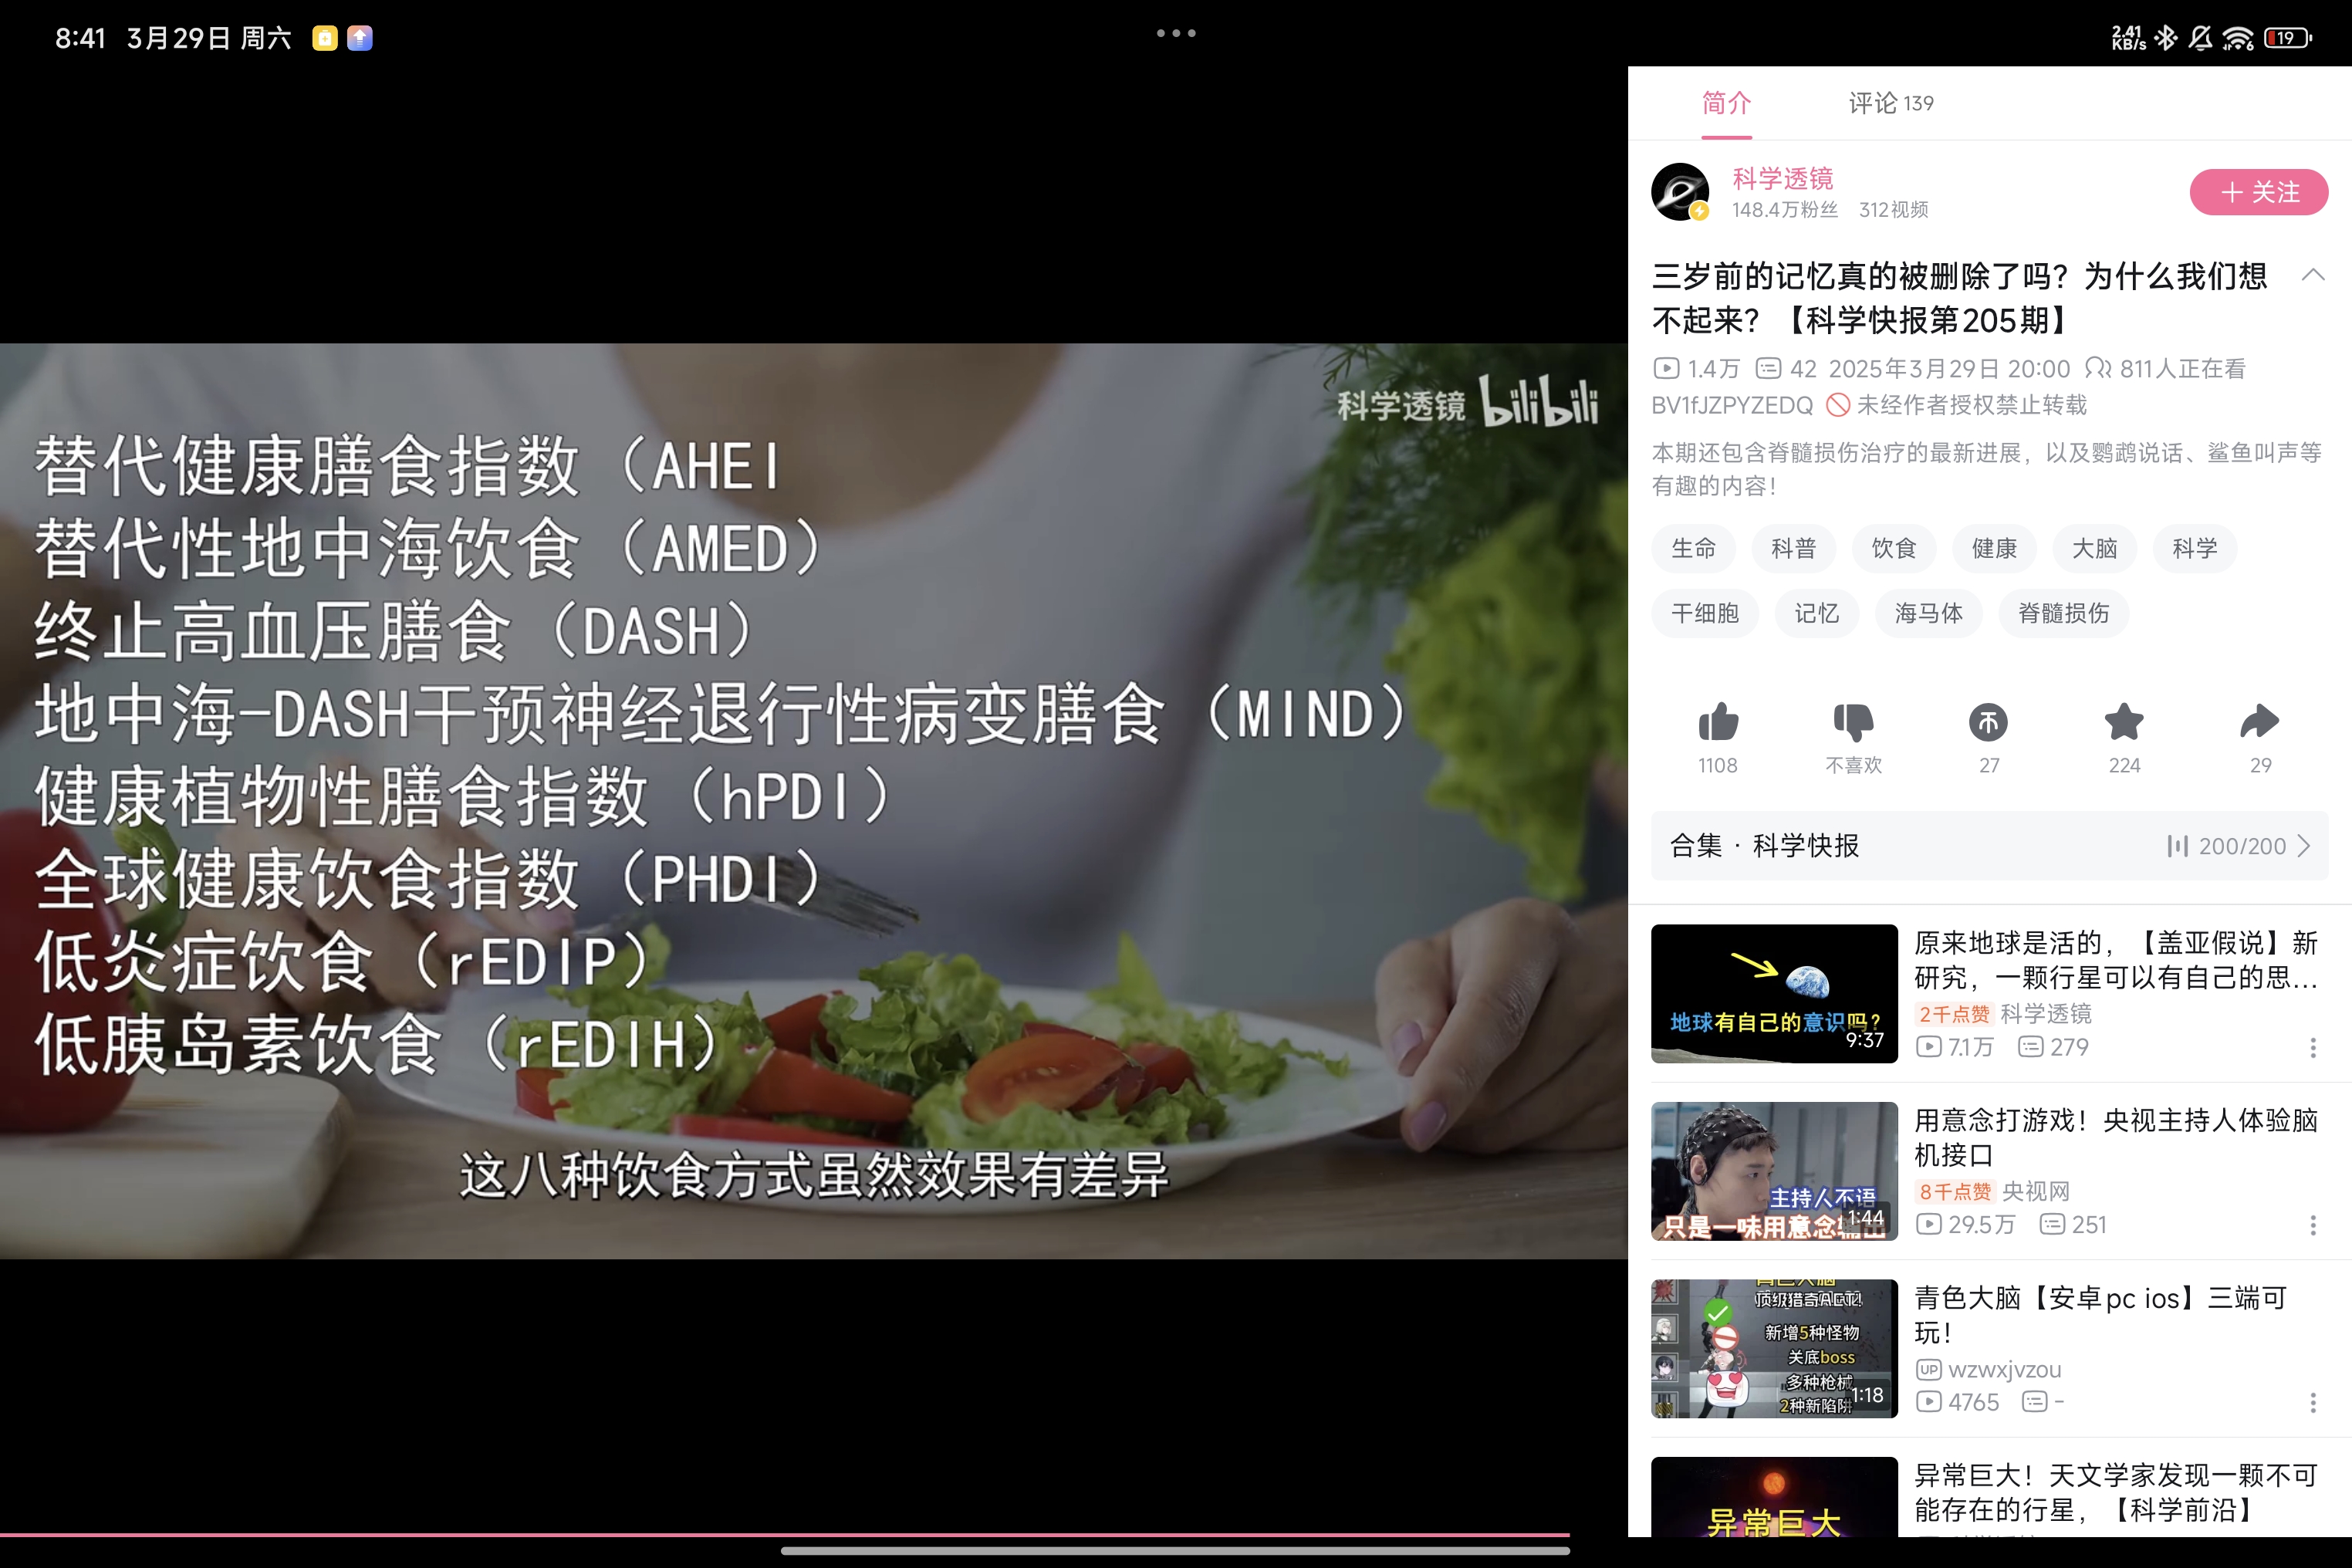 8:41 3月29日 周六
2.41 KB/s 19
科学透镜 bilibili
替代健康膳食指数（AHEI
替代性地中海饮食（AMED）
终止高血压膳食（DASH）
地中海-DASH干预神经退行性病变膳食（MIND）
健康植物性膳食指数（hPDI）
全球健康饮食指数（PHDI）
低炎症饮食（rEDIP）
低胰岛素饮食（rEDIH）
这八种饮食方式虽然效果有差异
简介 评论 139
科学透镜
148.4万粉丝 312视频
+ 关注
三岁前的记忆真的被删除了吗？为什么我们想
不起来？【科学快报第205期】
1.4万 42 2025年3月29日 20:00 811人正在看
BV1fJZPYZEDQ 未经作者授权禁止转载
本期还包含脊髓损伤治疗的最新进展，以及鹦鹉说话、鲨鱼叫声等
有趣的内容！
生命 科普 饮食 健康 大脑 科学
干细胞 记忆 海马体 脊髓损伤
1108 不喜欢 27 224 29
合集 · 科学快报 200/200
地球有自己的意识吗？
9:37
原来地球是活的，【盖亚假说】新
研究，一颗行星可以有自己的思...
2千点赞 科学透镜
7.1万 279
主持人不语
只是一味用意念输出
1:44
用意念打游戏！央视主持人体验脑
机接口
8千点赞 央视网
29.5万 251
新增5种怪物
关底boss
多种枪械
2种新陷阱
1:18
青色大脑【安卓pc ios】三端可
玩！
UP wzwxjvzou
4765 -
异常巨大
异常巨大！天文学家发现一颗不可
能存在的行星，【科学前沿】